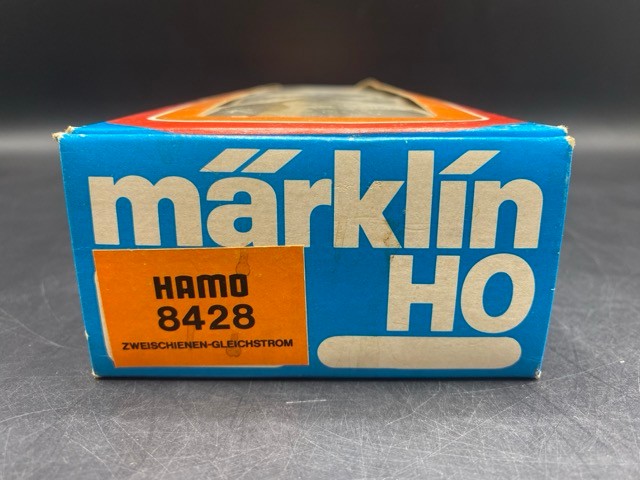 märklin
HO
HAMO
8428
ZWEISCHIENEN-GLEICHSTROM